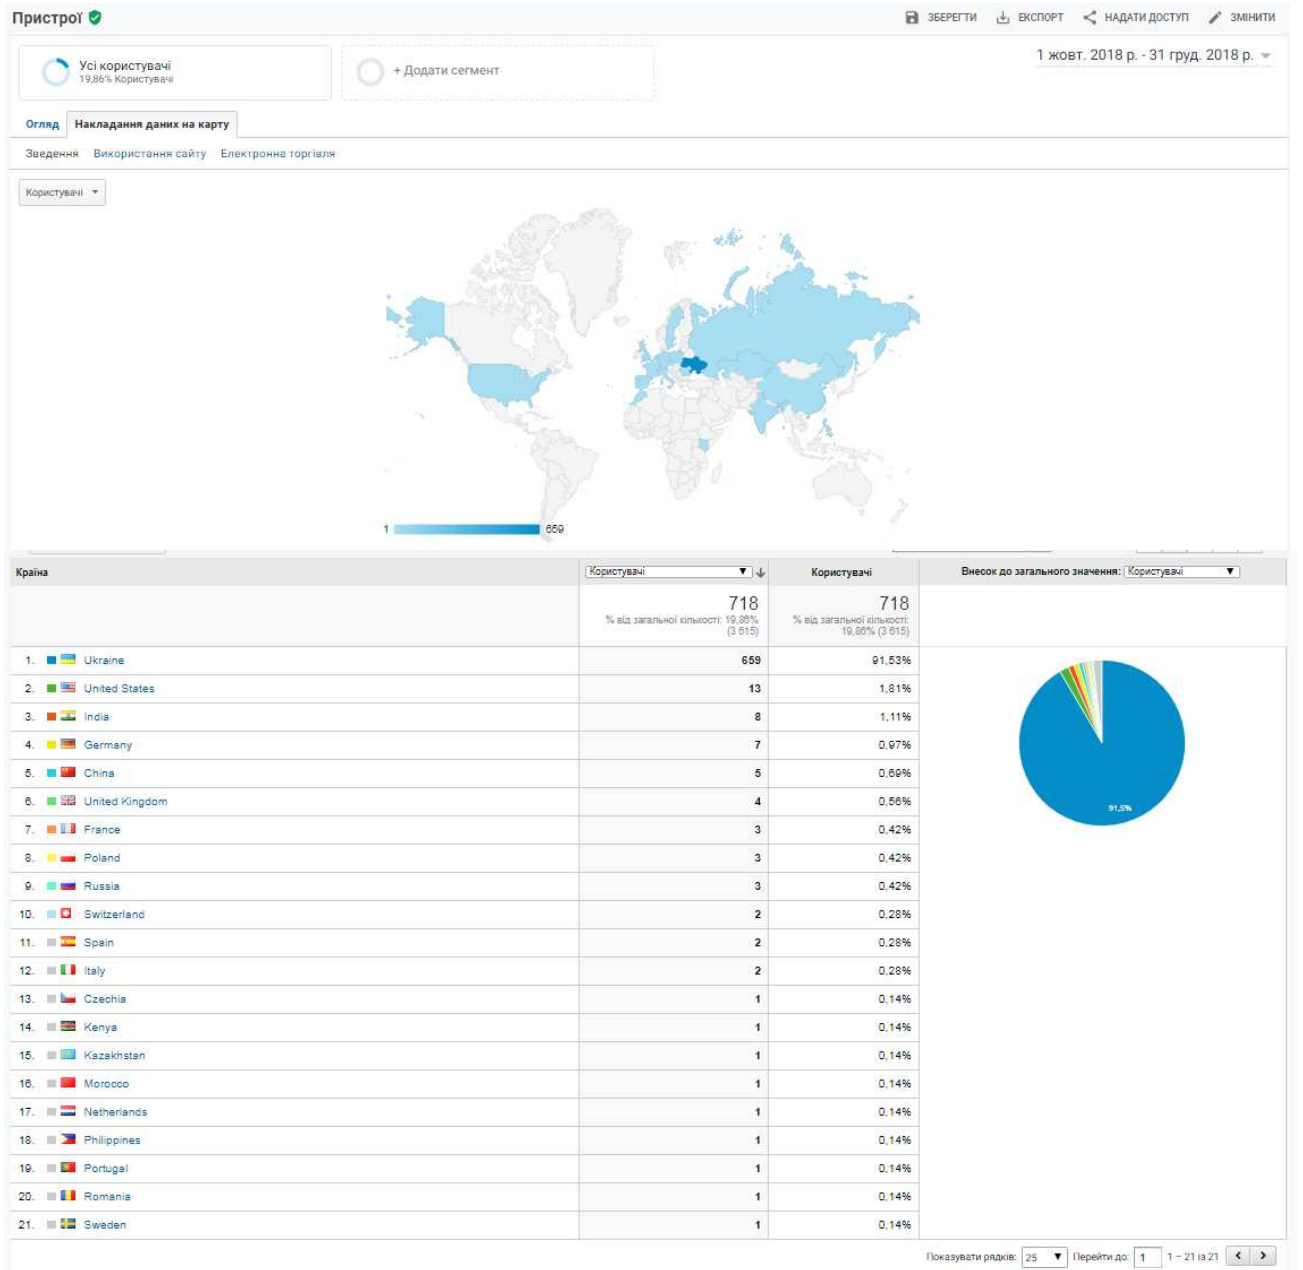 Пристрої
ЗБЕРЕГТИ ЕКСПОРТ НАДАТИ ДОСТУП ЗМІНИТИ
Усі користувачі
19,86% Користувачі
+ Додати сегмент
1 жовт. 2018 р. - 31 груд. 2018 р.
Огляд Накладання даних на карту
Зведення Використання сайту Електронна торгівля
Користувачі
1 659
Країна Користувачі Користувачі Внесок до загального значення: Користувачі
718 718
% від загальної кількості: 19,86% (3 615) % від загальної кількості: 19,86% (3 615)
1. Ukraine 659 91,53%
2. United States 13 1,81%
3. India 8 1,11%
4. Germany 7 0,97%
5. China 5 0,69%
6. United Kingdom 4 0,56%
7. France 3 0,42%
8. Poland 3 0,42%
9. Russia 3 0,42%
10. Switzerland 2 0,28%
11. Spain 2 0,28%
12. Italy 2 0,28%
13. Czechia 1 0,14%
14. Kenya 1 0,14%
15. Kazakhstan 1 0,14%
16. Morocco 1 0,14%
17. Netherlands 1 0,14%
18. Philippines 1 0,14%
19. Portugal 1 0,14%
20. Romania 1 0,14%
21. Sweden 1 0,14%
91,5%
Показувати рядків: 25 Перейти до: 1 1 – 21 із 21